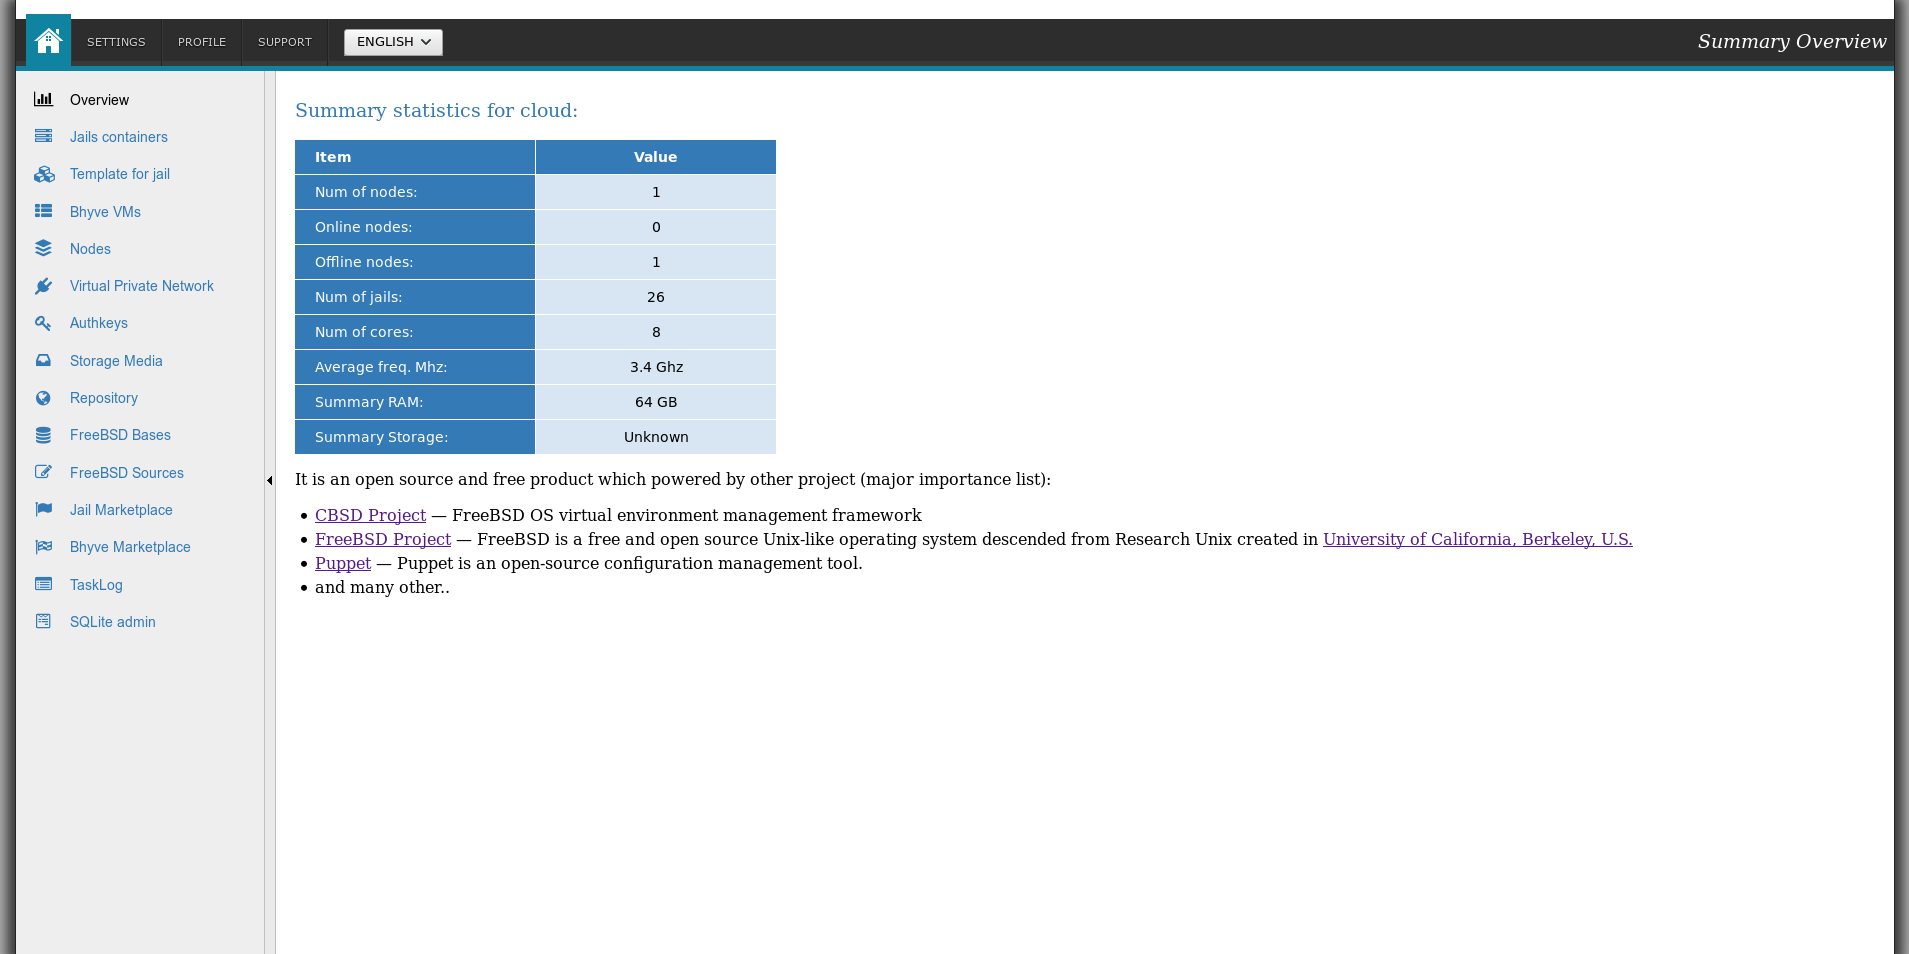 SETTINGS PROFILE SUPPORT ENGLISH Summary Overview
Overview
Jails containers
Template for jail
Bhyve VMs
Nodes
Virtual Private Network
Authkeys
Storage Media
Repository
FreeBSD Bases
FreeBSD Sources
Jail Marketplace
Bhyve Marketplace
TaskLog
SQLite admin
Summary statistics for cloud:
Item Value
Num of nodes: 1
Online nodes: 0
Offline nodes: 1
Num of jails: 26
Num of cores: 8
Average freq. Mhz: 3.4 Ghz
Summary RAM: 64 GB
Summary Storage: Unknown
It is an open source and free product which powered by other project (major importance list):
• CBSD Project — FreeBSD OS virtual environment management framework
• FreeBSD Project — FreeBSD is a free and open source Unix-like operating system descended from Research Unix created in University of California, Berkeley, U.S.
• Puppet — Puppet is an open-source configuration management tool.
• and many other..